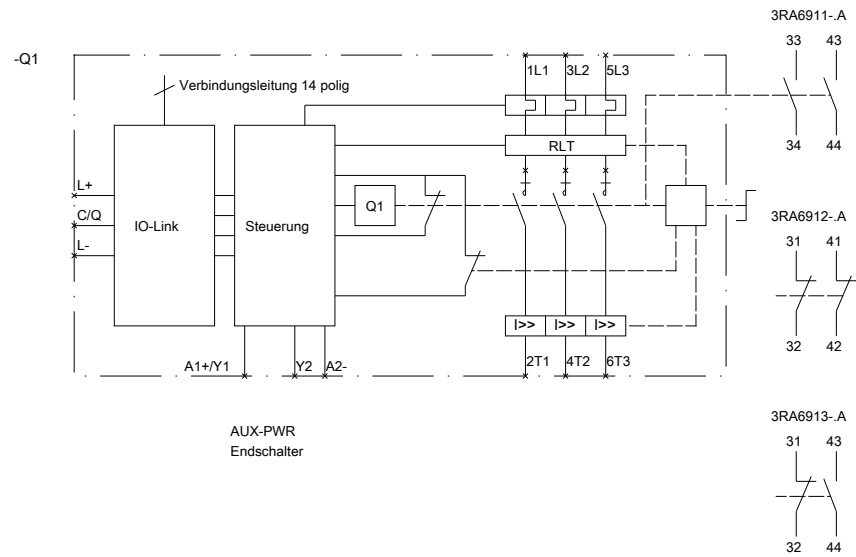 3RA6911-.A
33 43
-Q1
1L1 3L2 5L3
Verbindungsleitung 14 polig
34 44
RLT
L+
C/Q
L-
IO-Link
Steuerung
Q1
3RA6912-.A
31 41
I>> I>> I>>
32 42
A1+/Y1 Y2 A2-
2T1 4T2 6T3
3RA6913-.A
AUX-PWR
Endschalter
31 43
32 44